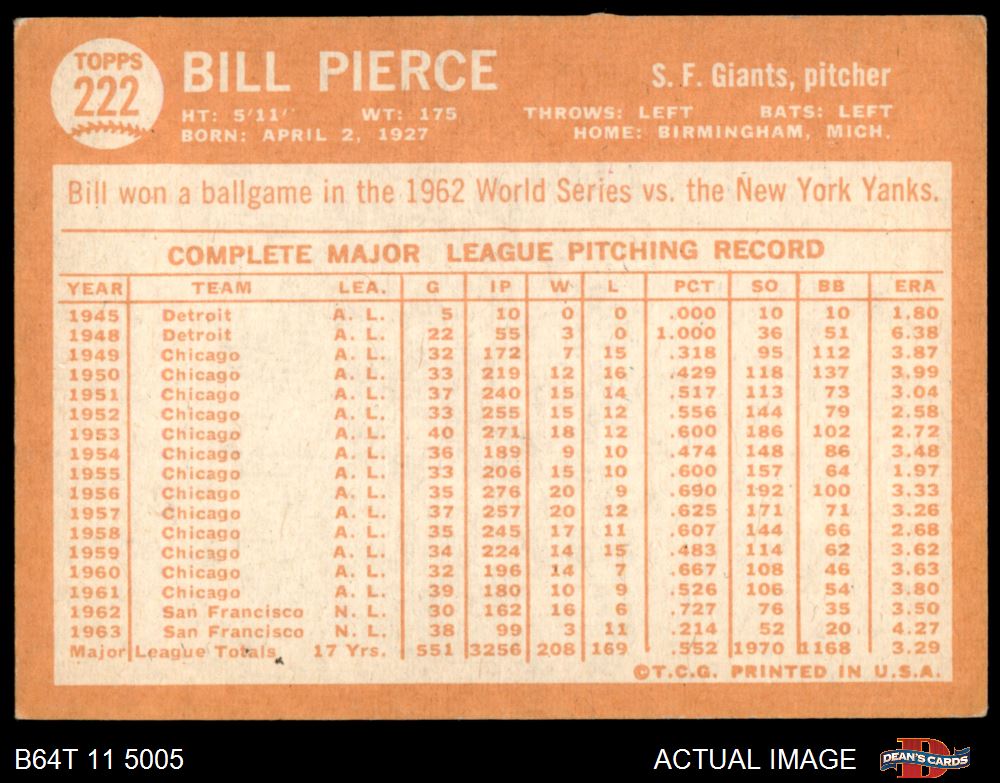 TOPPS
222
BILL PIERCE
S. F. Giants, pitcher
HT: 5'11" WT: 175 THROWS: LEFT BATS: LEFT
BORN: APRIL 2, 1927 HOME: BIRMINGHAM, MICH.
Bill won a ballgame in the 1962 World Series vs. the New York Yanks.
COMPLETE MAJOR LEAGUE PITCHING RECORD
YEAR TEAM LEA. G IP W L PCT SO BB ERA
1945 Detroit A. L. 5 10 0 0 .000 10 10 1.80
1948 Detroit A. L. 22 55 3 0 1.000 36 51 6.38
1949 Chicago A. L. 32 172 7 15 .318 95 112 3.87
1950 Chicago A. L. 33 219 12 16 .429 118 137 3.99
1951 Chicago A. L. 37 240 15 14 .517 113 73 3.04
1952 Chicago A. L. 33 255 15 12 .556 144 79 2.58
1953 Chicago A. L. 40 271 18 12 .600 186 102 2.72
1954 Chicago A. L. 36 189 9 10 .474 148 86 3.48
1955 Chicago A. L. 33 206 15 10 .600 157 64 1.97
1956 Chicago A. L. 35 276 20 9 .690 192 100 3.33
1957 Chicago A. L. 37 257 20 12 .625 171 71 3.26
1958 Chicago A. L. 35 245 17 11 .607 144 66 2.68
1959 Chicago A. L. 34 224 14 15 .483 114 62 3.62
1960 Chicago A. L. 32 196 14 7 .667 108 46 3.63
1961 Chicago A. L. 39 180 10 9 .526 106 54 3.80
1962 San Francisco N. L. 30 162 16 6 .727 76 35 3.50
1963 San Francisco N. L. 38 99 3 11 .214 52 20 4.27
Major League Totals 17 Yrs. 551 3256 208 169 .552 1970 1168 3.29
©T.C.G. PRINTED IN U.S.A.
B64T 11 5005 ACTUAL IMAGE DEAN'S CARDS